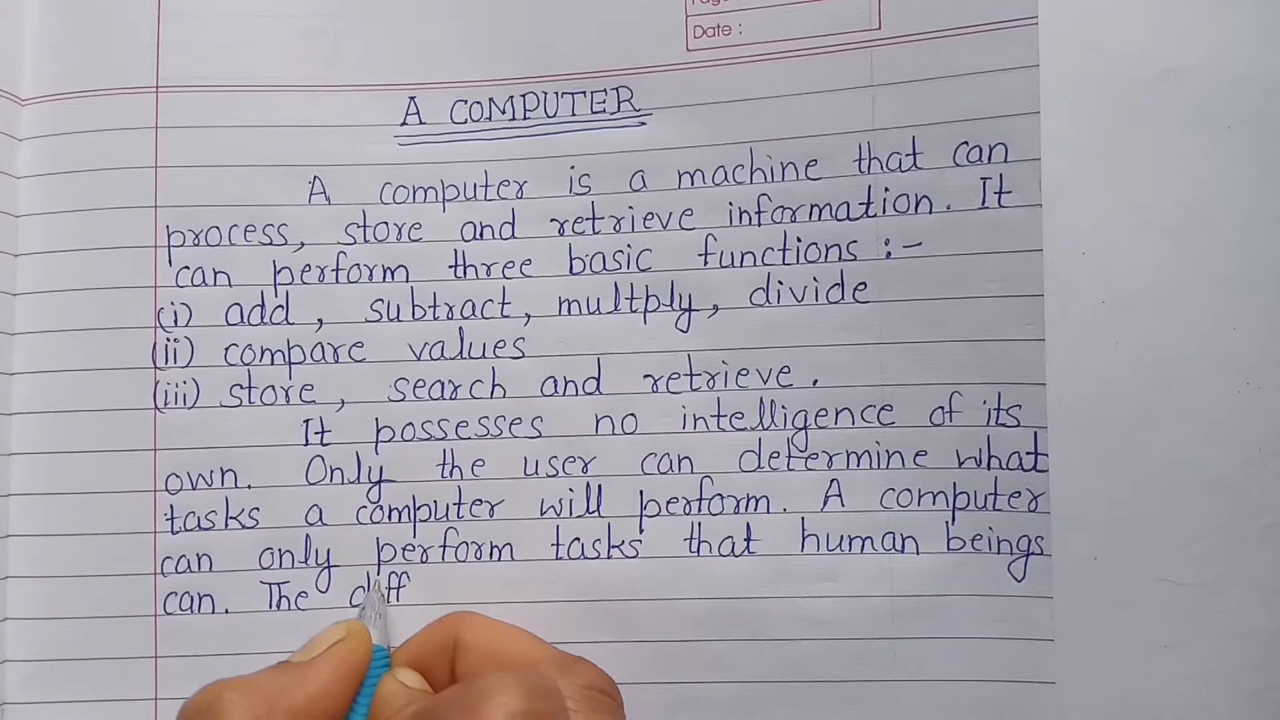 Date :
A COMPUTER
A computer is a machine that can
process, store and retrieve information. It
can perform three basic functions :-
(i) add, subtract, multply, divide
(ii) compare values
(iii) store, search and retrieve.
It possesses no intelligence of its
own. Only the user can determine what
tasks a computer will perform. A computer
can only perform tasks that human beings
can. The diff